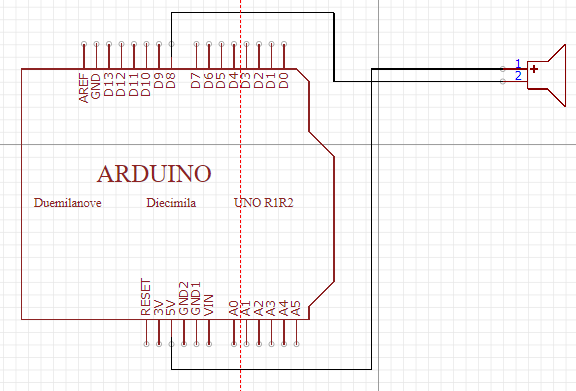 AREF GND D13 D12 D11 D10 D9 D8 D7 D6 D5 D4 D3 D2 D1 D0
1
2
ARDUINO
Duemilanove Diecimila UNO R1R2
RESET 3V 5V GND2 GND1 VIN A0 A1 A2 A3 A4 A5